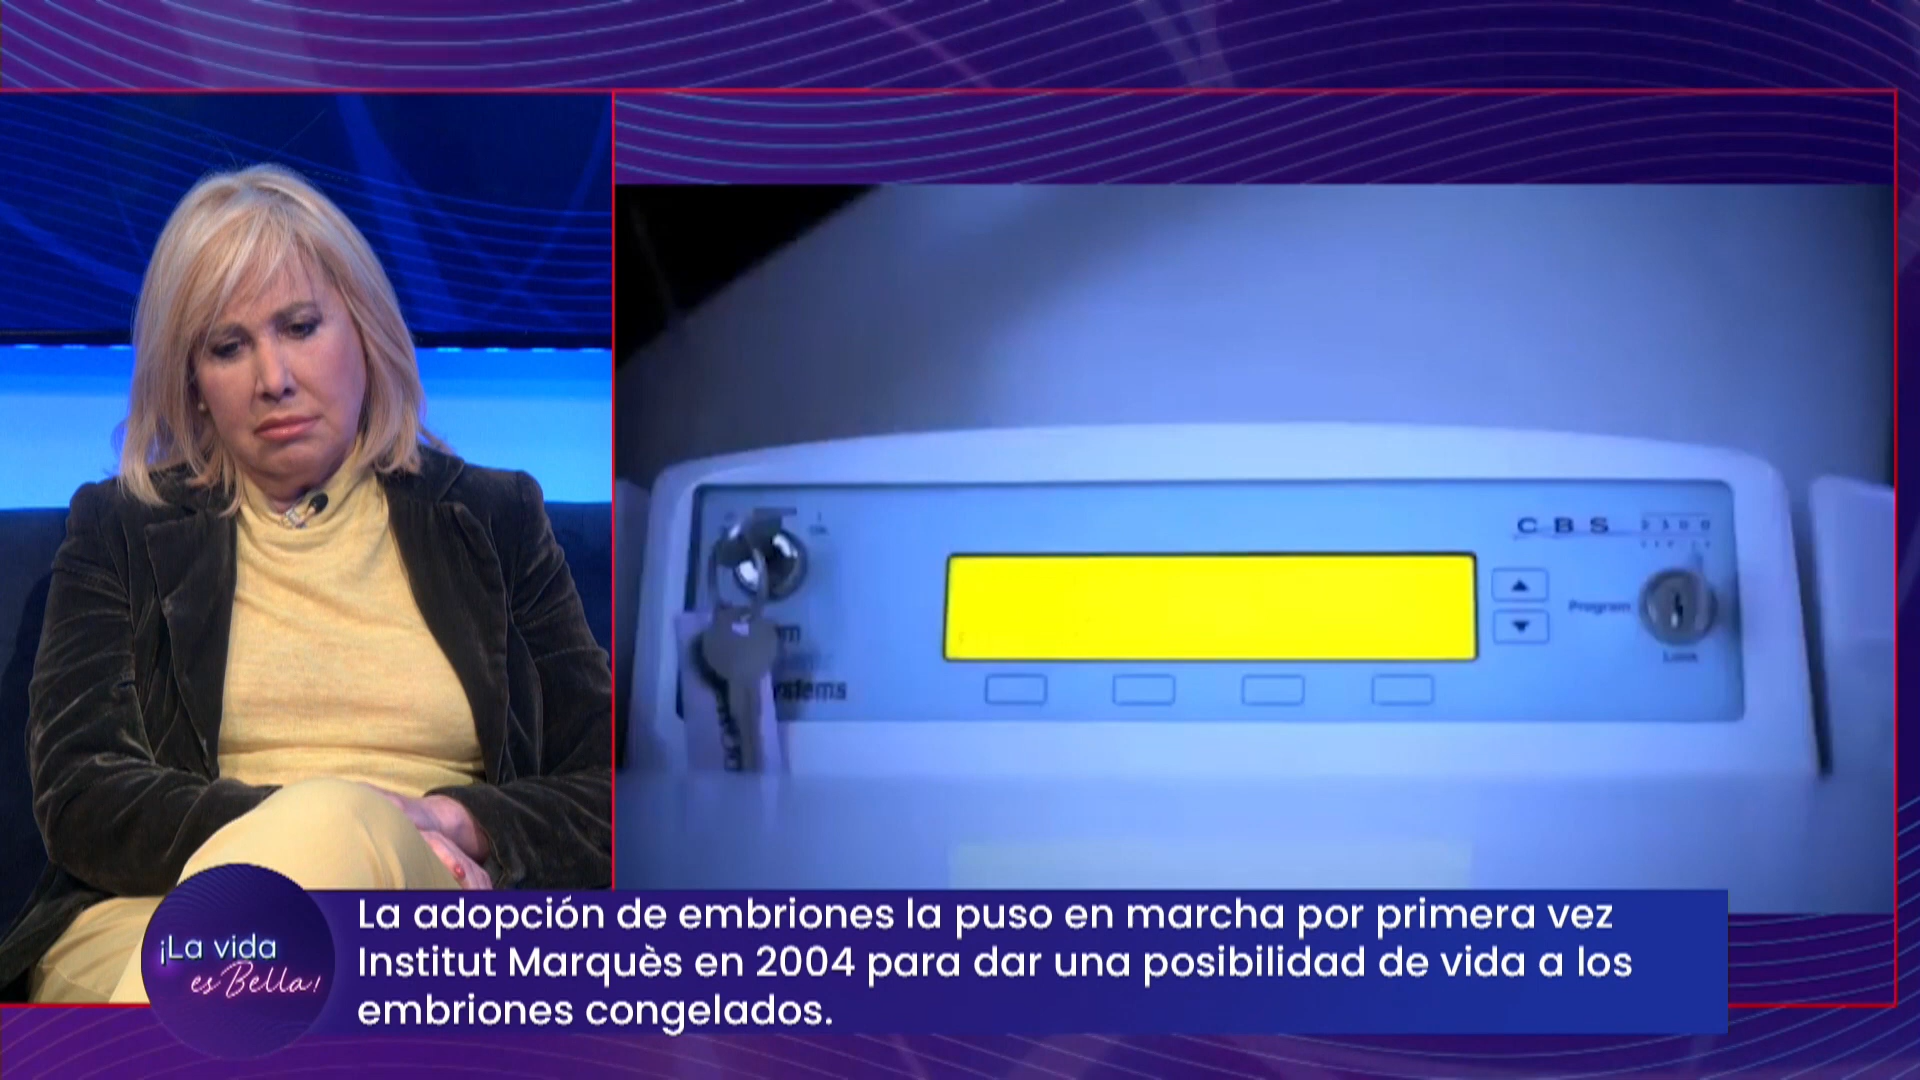 CBS
Program
Lock
¡La vida
es Bella!
La adopción de embriones la puso en marcha por primera vez
Institut Marquès en 2004 para dar una posibilidad de vida a los
embriones congelados.